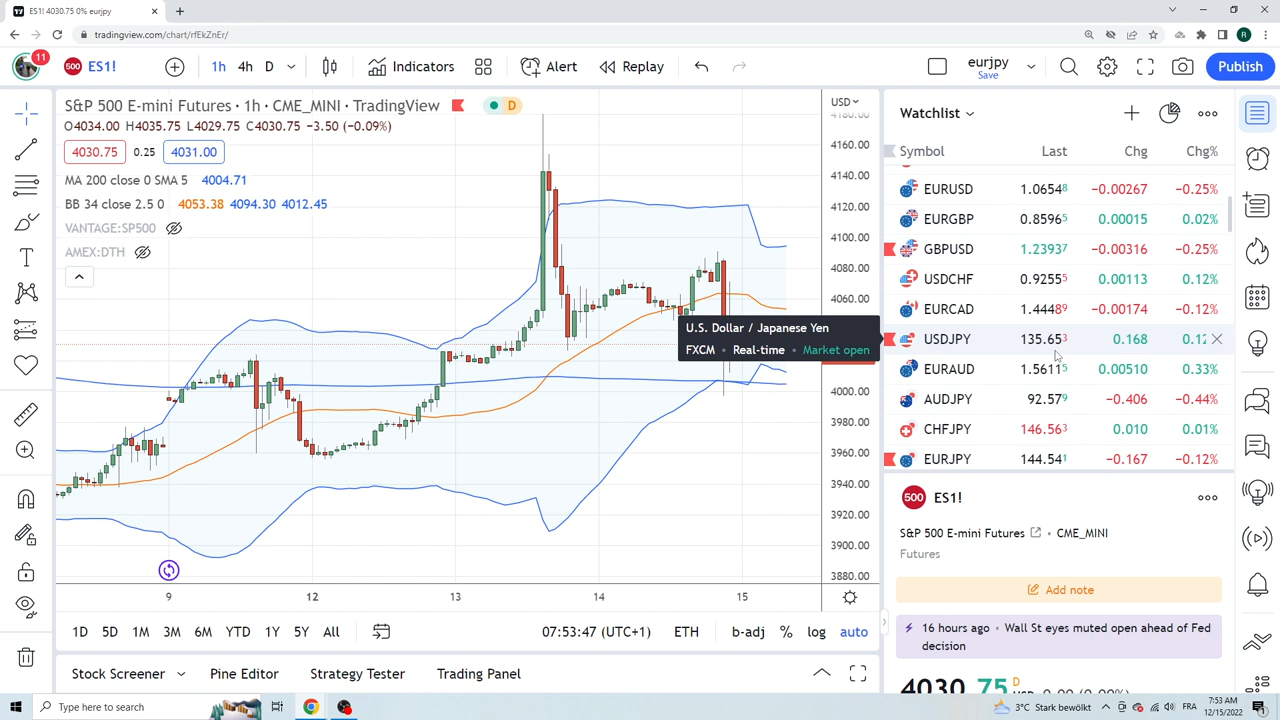 ES1! 4030.75 0% eurjpy
tradingview.com/chart/rfEkZnEr/
R
11
500 ES1! 1h 4h D Indicators Alert Replay eurjpy Save Publish
S&P 500 E-mini Futures · 1h · CME_MINI · TradingView D
O4034.00 H4035.75 L4029.75 C4030.75 −3.50 (−0.09%)
4030.75 0.25 4031.00
MA 200 close 0 SMA 5 4004.71
BB 34 close 2.5 0 4053.38 4094.30 4012.45
VANTAGE:SP500
AMEX:DTH
USD
4180.00
4160.00
4140.00
4120.00
4100.00
4080.00
4060.00
4000.00
3980.00
3960.00
3940.00
3920.00
3900.00
3880.00
U.S. Dollar / Japanese Yen
FXCM • Real-time • Market open
9 12 13 14 15
1D 5D 1M 3M 6M YTD 1Y 5Y All 07:53:47 (UTC+1) ETH b-adj % log auto
Stock Screener Pine Editor Strategy Tester Trading Panel
Watchlist
Symbol Last Chg Chg%
EURUSD 1.06548 −0.00267 −0.25%
EURGBP 0.85965 0.00015 0.02%
GBPUSD 1.23937 −0.00316 −0.25%
USDCHF 0.92555 0.00113 0.12%
EURCAD 1.44489 −0.00174 −0.12%
USDJPY 135.653 0.168 0.12
EURAUD 1.56115 0.00510 0.33%
AUDJPY 92.579 −0.406 −0.44%
CHFJPY 146.563 0.010 0.01%
EURJPY 144.541 −0.167 −0.12%
500 ES1!
S&P 500 E-mini Futures • CME_MINI
Futures
Add note
16 hours ago • Wall St eyes muted open ahead of Fed
decision
4030.75 D
Type here to search
3°C Stark bewölkt FRA 7:53 AM
12/15/2022